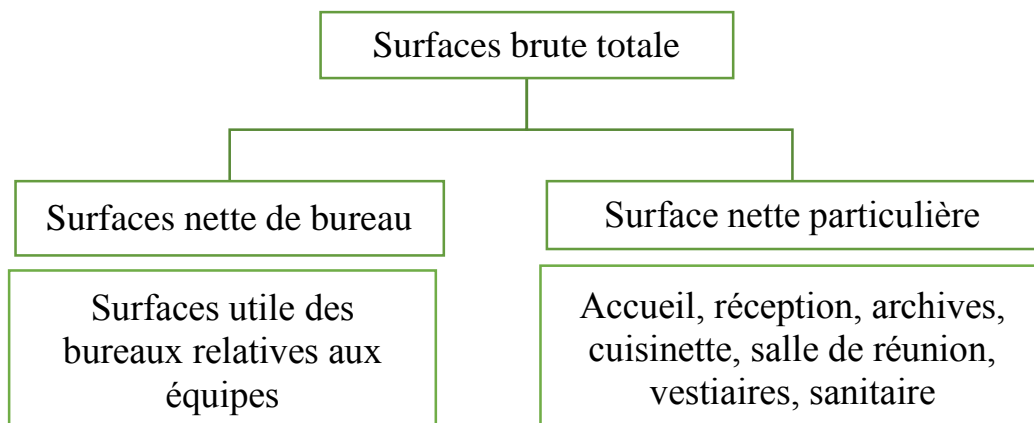 Surfaces brute totale
Surfaces nette de bureau
Surface nette particulière
Surfaces utile des
bureaux relatives aux
équipes
Accueil, réception, archives,
cuisinette, salle de réunion,
vestiaires, sanitaire